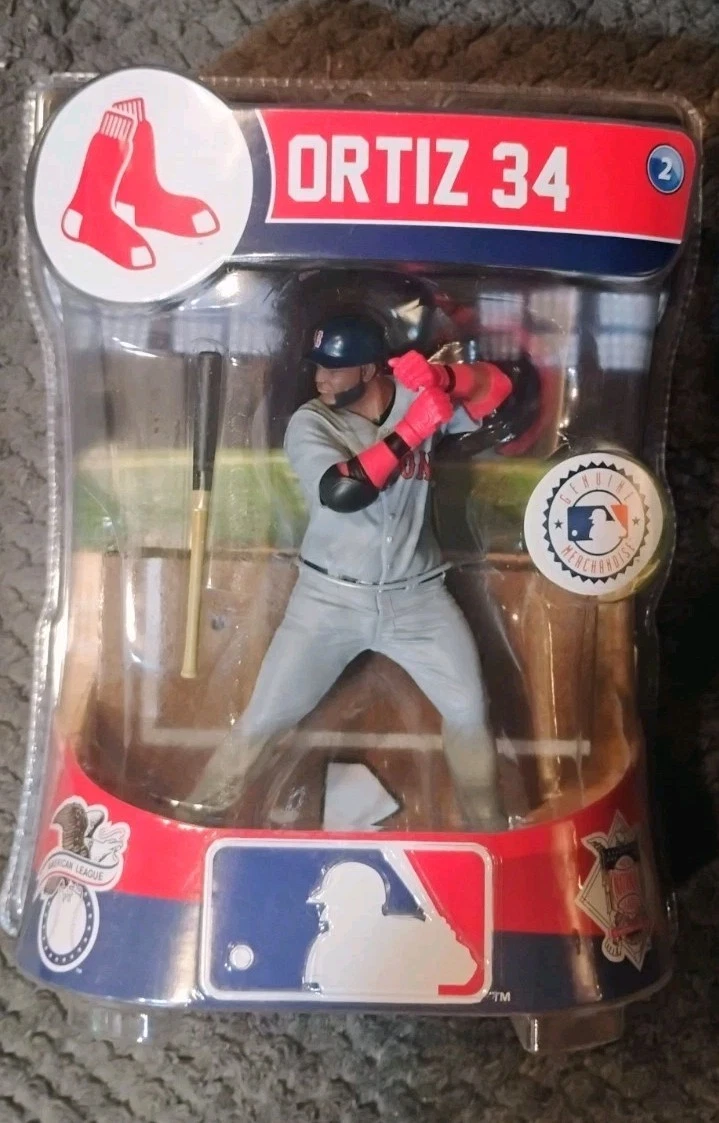 ORTIZ 34
2
GENUINE
MERCHANDISE
AMERICAN LEAGUE
TM